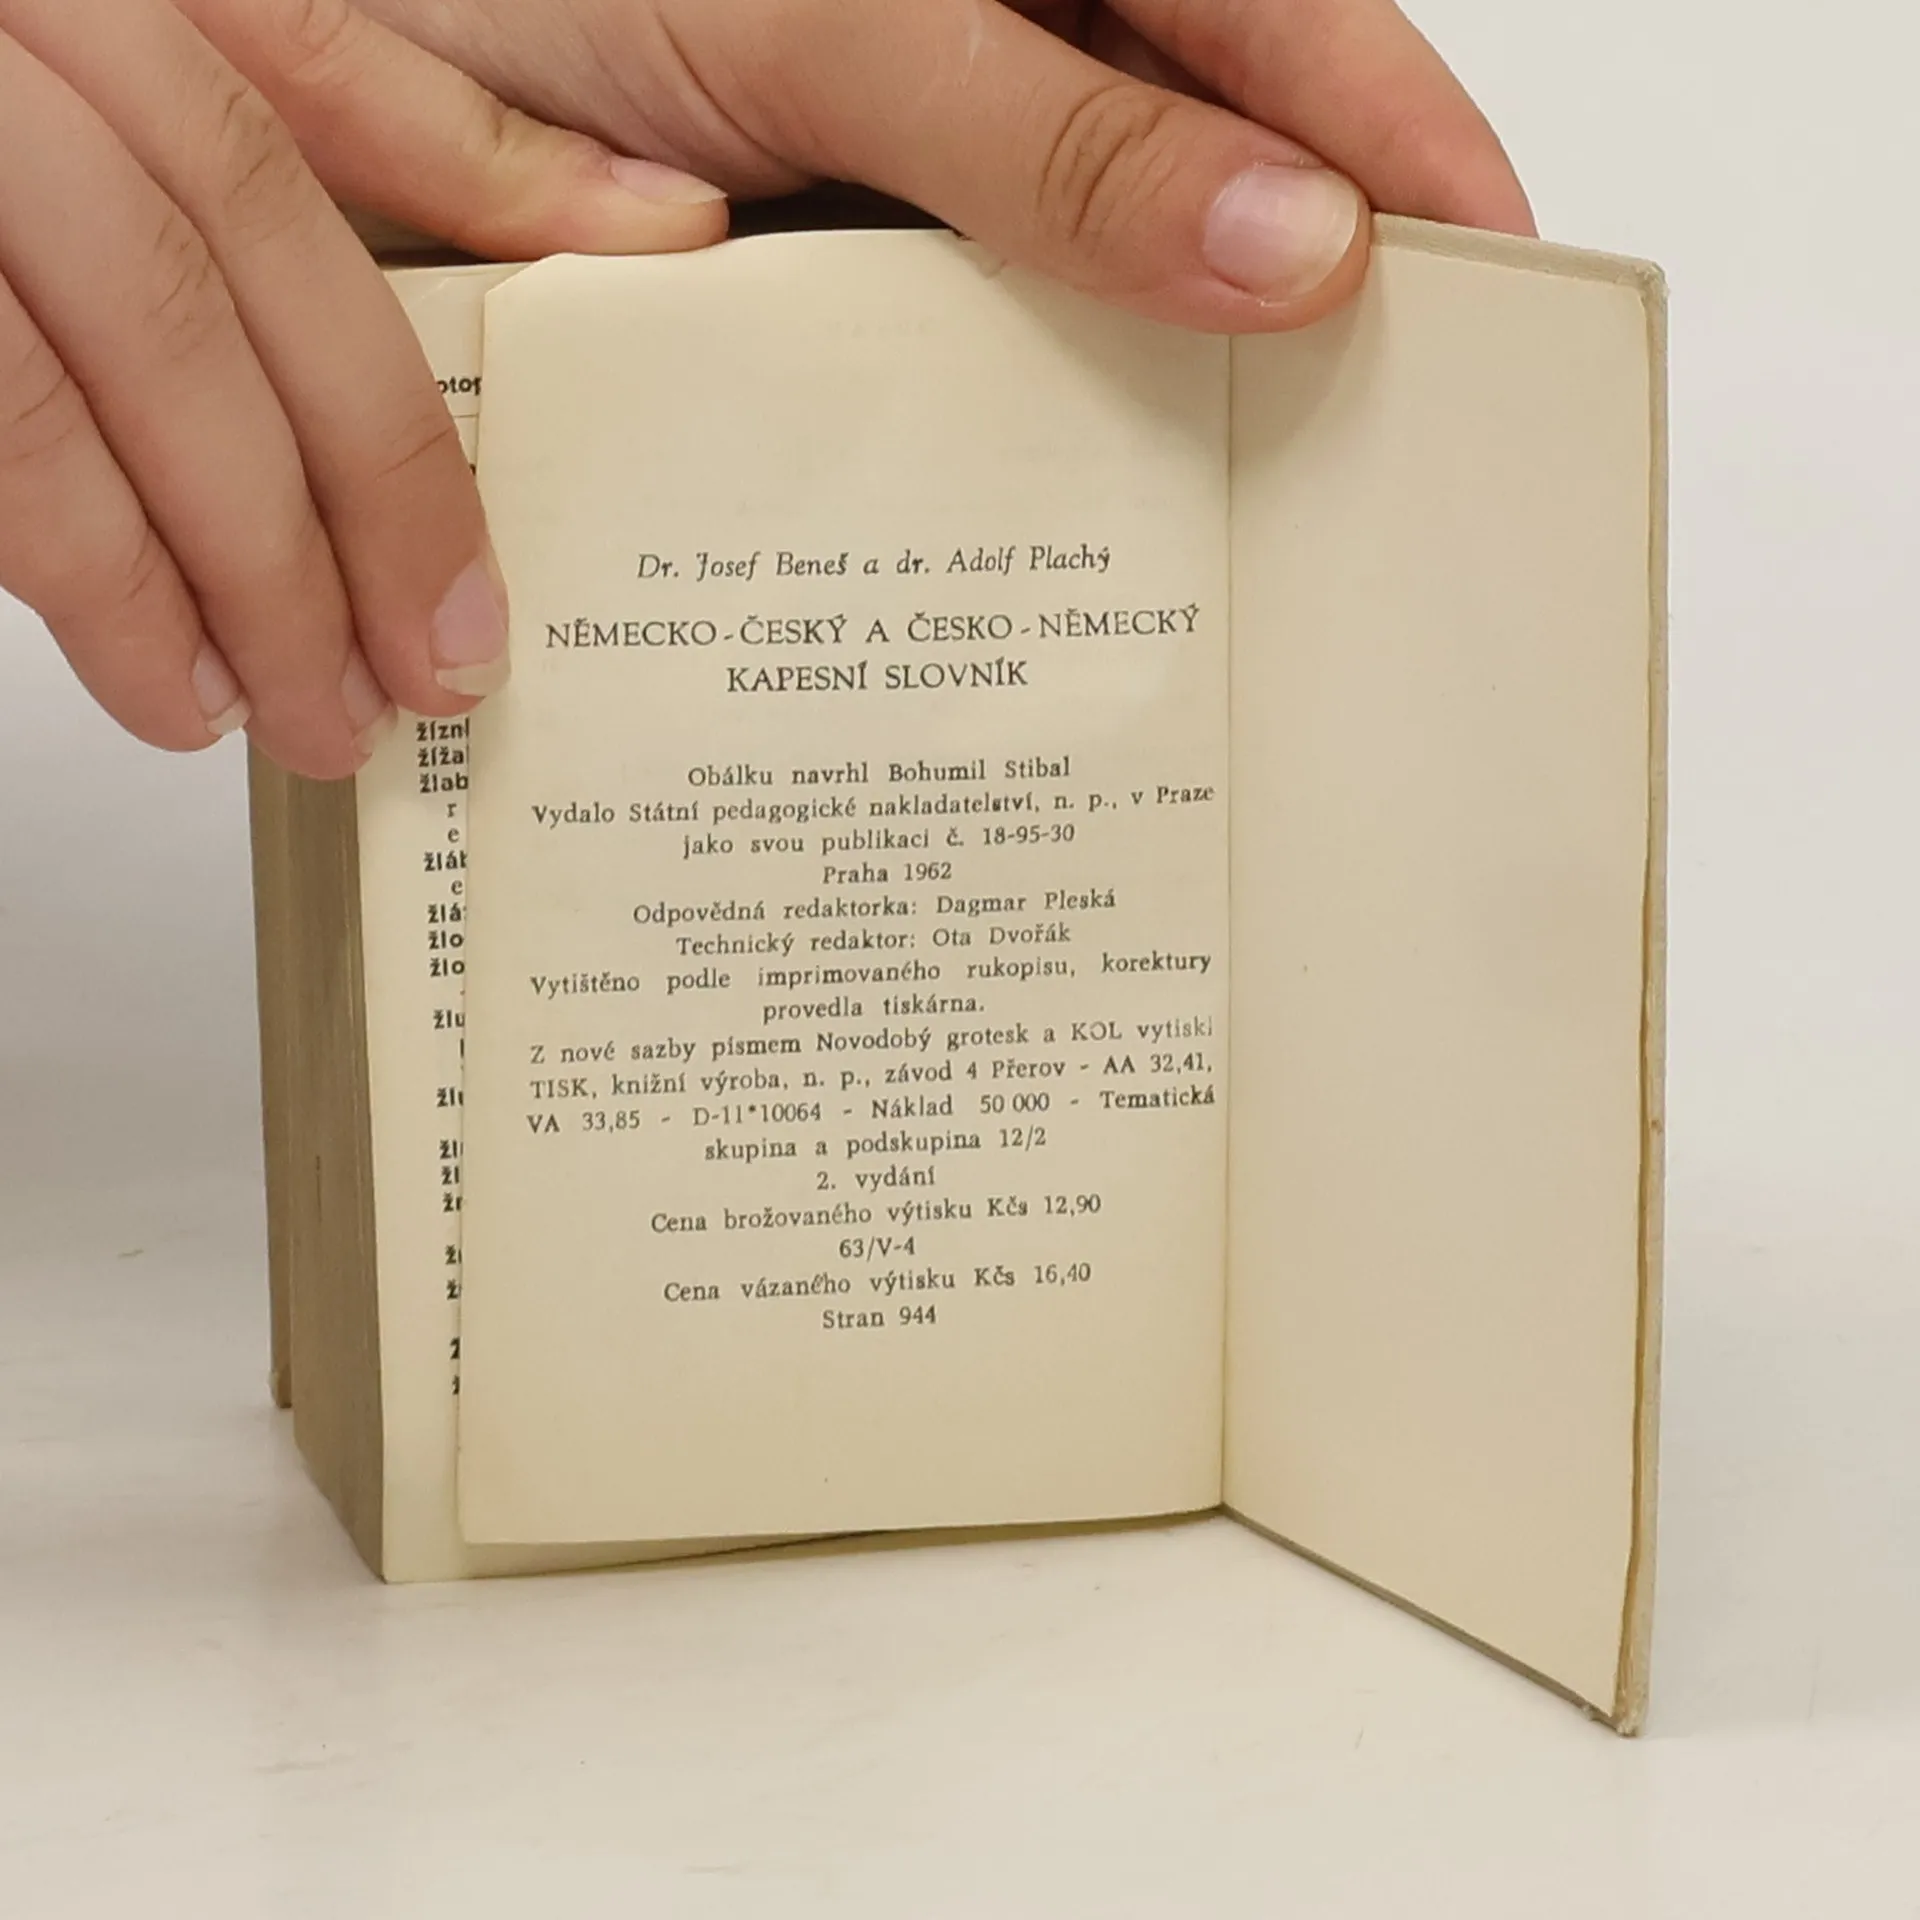 Dr. Josef Beneš a dr. Adolf Plachý
NĚMECKO-ČESKÝ A ČESKO-NĚMECKÝ
KAPESNÍ SLOVNÍK
Obálku navrhl Bohumil Stibal
Vydalo Státní pedagogické nakladatelství, n. p., v Praze
jako svou publikaci č. 18-95-30
Praha 1962
Odpovědná redaktorka: Dagmar Pleská
Technický redaktor: Ota Dvořák
Vytištěno podle imprimovaného rukopisu, korektury
provedla tiskárna.
Z nové sazby písmem Novodobý grotesk a KOL vytiskl
TISK, knižní výroba, n. p., závod 4 Přerov - AA 32,41,
VA 33,85 - D-11*10064 - Náklad 50 000 - Tematická
skupina a podskupina 12/2
2. vydání
Cena brožovaného výtisku Kčs 12,90
63/V-4
Cena vázaného výtisku Kčs 16,40
Stran 944